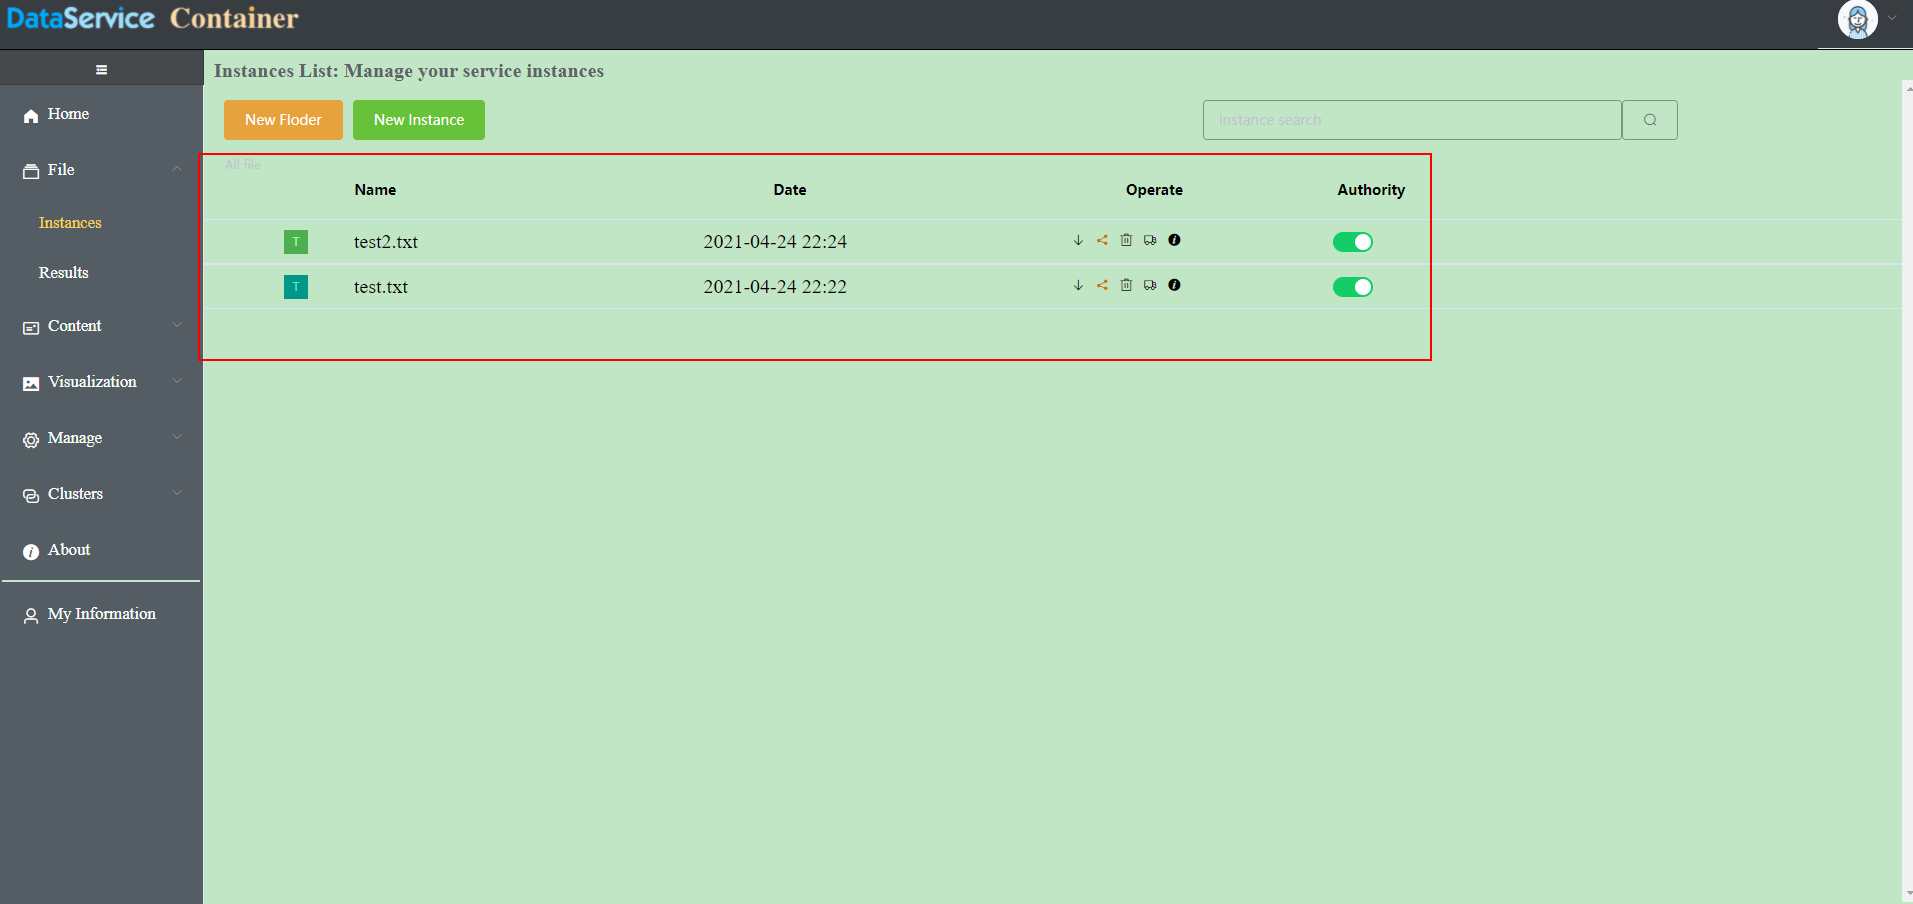 DataService Container
Instances List: Manage your service instances
Home
File
Instances
Results
Content
Visualization
Manage
Clusters
About
My Information
New Floder
New Instance
instance search
All file
Name Date Operate Authority
T test2.txt 2021-04-24 22:24
T test.txt 2021-04-24 22:22